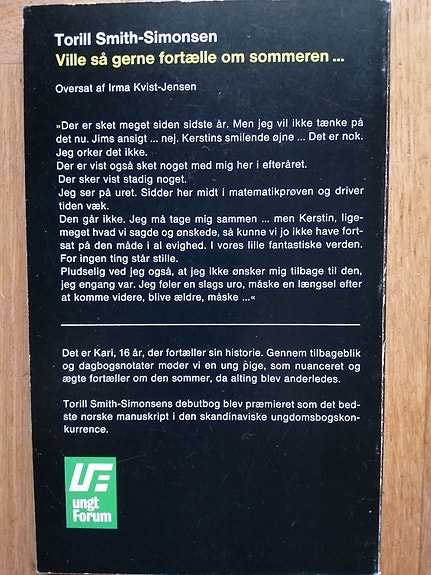 Torill Smith-Simonsen
Ville så gerne fortælle om sommeren ...
Oversat af Irma Kvist-Jensen
»Der er sket meget siden sidste år. Men jeg vil ikke tænke på
det nu. Jims ansigt ... nej. Kerstins smilende øjne ... Det er nok.
Jeg orker det ikke.
Der er vist også sket noget med mig her i efteråret.
Der sker vist stadig noget.
Jeg ser på uret. Sidder her midt i matematikprøven og driver
tiden væk.
Den går ikke. Jeg må tage mig sammen ... men Kerstin, lige-
meget hvad vi sagde og ønskede, så kunne vi jo ikke have fort-
sat på den måde i al evighed. I vores lille fantastiske verden.
For ingen ting står stille.
Pludselig ved jeg også, at jeg ikke ønsker mig tilbage til den,
jeg engang var. Jeg føler en slags uro, måske en længsel efter
at komme videre, blive ældre, måske ...«
Det er Kari, 16 år, der fortæller sin historie. Gennem tilbageblik
og dagbogsnotater møder vi en ung pige, som nuanceret og
ægte fortæller om den sommer, da alting blev anderledes.
Torill Smith-Simonsens debutbog blev præmieret som det bed-
ste norske manuskript i den skandinaviske ungdomsbogskon-
kurrence.
UF
ungt
Forum